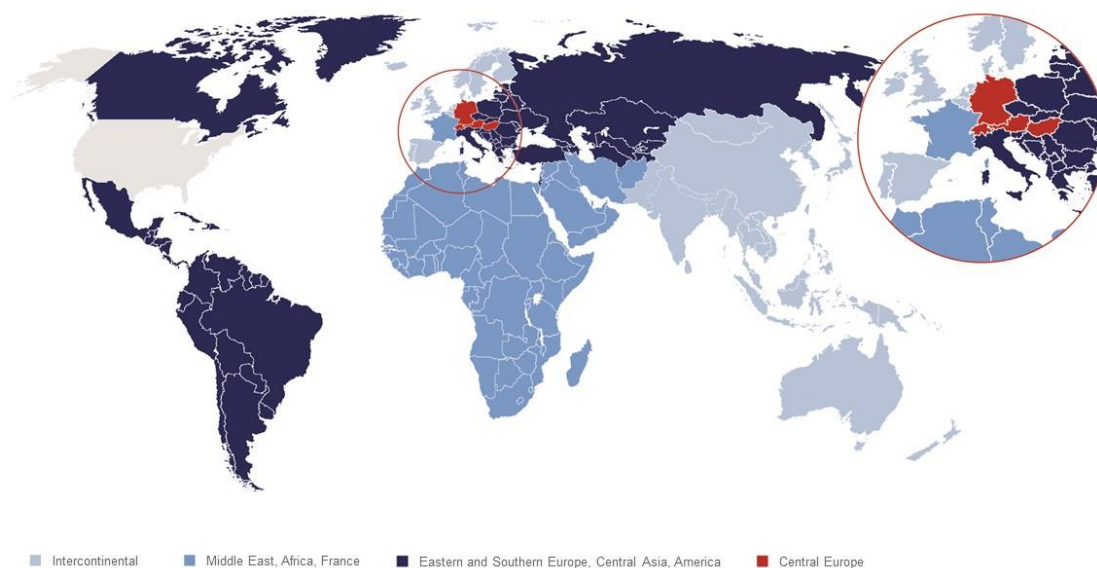 Intercontinental
Middle East, Africa, France
Eastern and Southern Europe, Central Asia, America
Central Europe